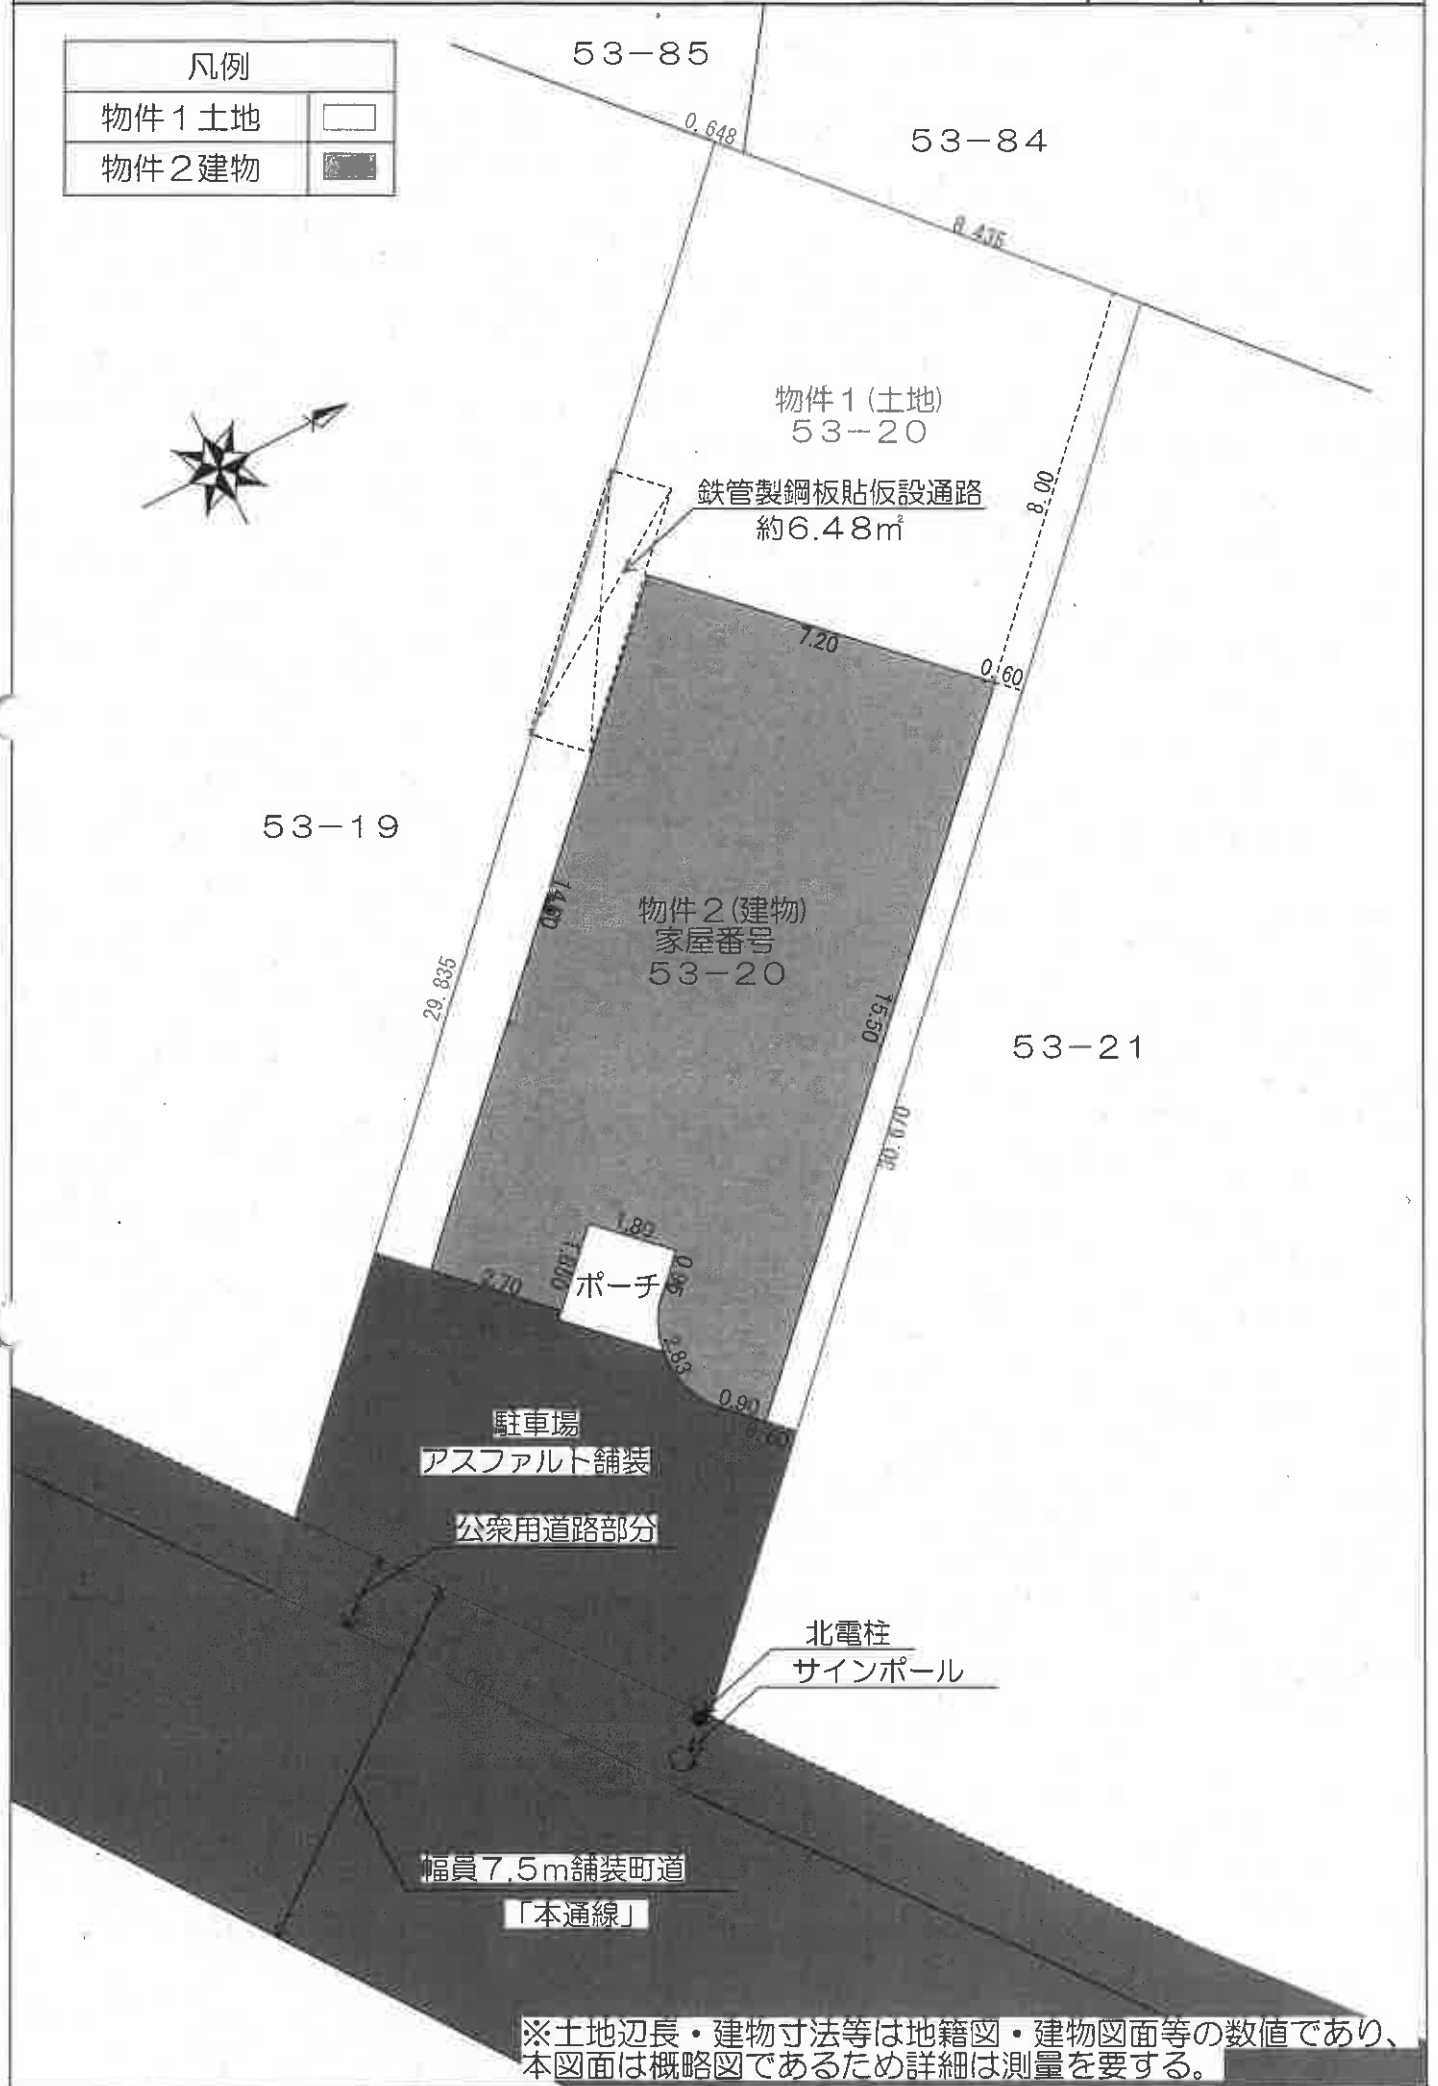 凡例
物件1土地
物件2建物
53-85
53-84
0.648
8.435
物件1(土地)
53-20
8.00
鉄管製鋼板貼仮設通路
約6.48㎡
7.20
0.60
53-19
物件2(建物)
家屋番号
53-20
29.835
15.50
53-21
1.80
0.95
ポーチ
2.70
2.83
0.90
0.60
駐車場
アスファルト舗装
公衆用道路部分
北電柱
サインポール
幅員7.5m舗装町道
「本通線」
※土地辺長・建物寸法等は地籍図・建物図面等の数値であり、
本図面は概略図であるため詳細は測量を要する。